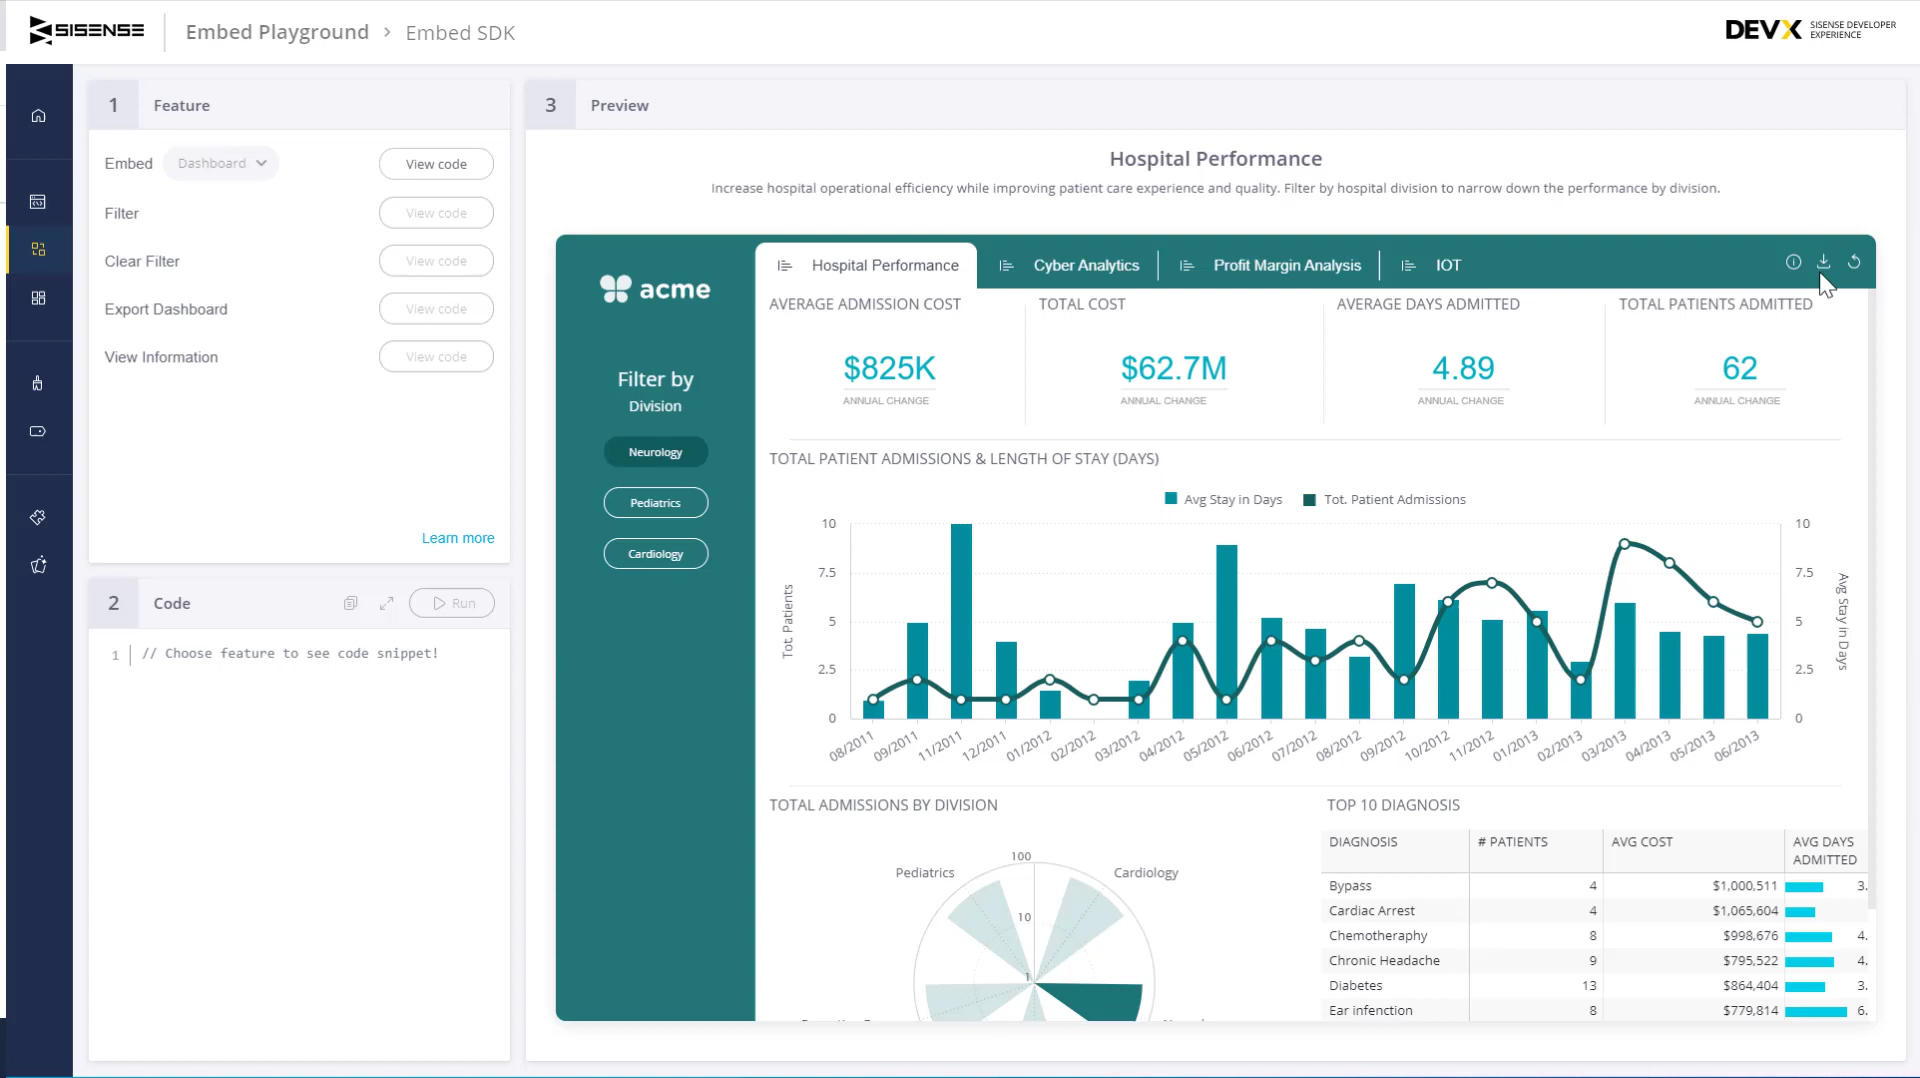 SISENSE
Embed Playground > Embed SDK
DEVX SISENSE DEVELOPER
EXPERIENCE
1 Feature
Embed Dashboard View code
Filter View code
Clear Filter View code
Export Dashboard View code
View Information View code
Learn more
2 Code Run
1 // Choose feature to see code snippet!
3 Preview
Hospital Performance
Increase hospital operational efficiency while improving patient care experience and quality. Filter by hospital division to narrow down the performance by division.
acme
Filter by
Division
Neurology
Pediatrics
Cardiology
Hospital Performance Cyber Analytics Profit Margin Analysis IOT
AVERAGE ADMISSION COST TOTAL COST AVERAGE DAYS ADMITTED TOTAL PATIENTS ADMITTED
$825K $62.7M 4.89 62
ANNUAL CHANGE ANNUAL CHANGE ANNUAL CHANGE ANNUAL CHANGE
TOTAL PATIENT ADMISSIONS & LENGTH OF STAY (DAYS)
Avg Stay in Days Tot. Patient Admissions
10 10
7.5 7.5
5 5
2.5 2.5
0 0
Tot. Patients
Avg Stay in Days
08/2011 09/2011 11/2011 12/2011 01/2012 02/2012 03/2012 04/2012 05/2012 06/2012 07/2012 08/2012 09/2012 10/2012 11/2012 01/2013 02/2013 03/2013 04/2013 05/2013 06/2013
TOTAL ADMISSIONS BY DIVISION
100
Pediatrics Cardiology
10
1
TOP 10 DIAGNOSIS
DIAGNOSIS # PATIENTS AVG COST AVG DAYS
ADMITTED
Bypass 4 $1,000,511 3.
Cardiac Arrest 4 $1,065,604
Chemotheraphy 8 $998,676 4.
Chronic Headache 9 $795,522 4.
Diabetes 13 $864,404 3.
Ear infenction 8 $779,814 6.